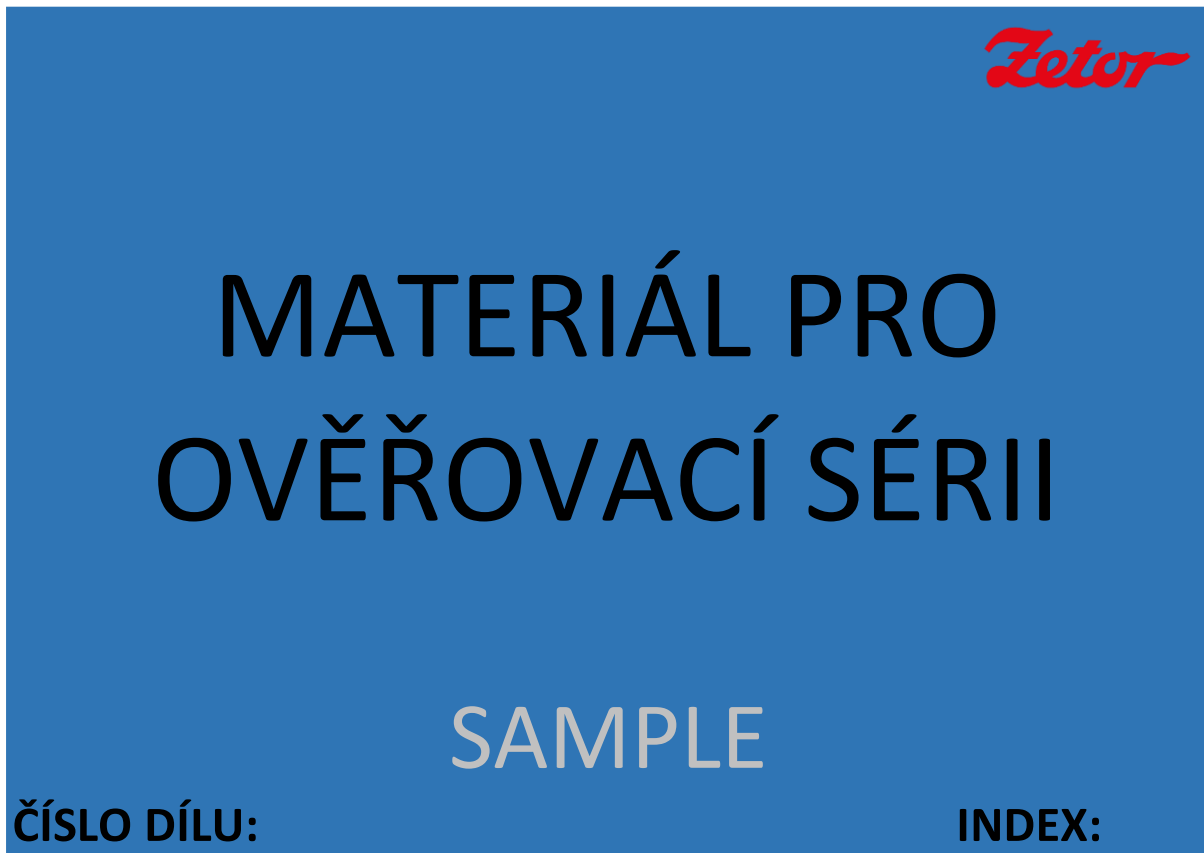 Zetor
MATERIÁL PRO
OVĚŘOVACÍ SÉRII
SAMPLE
ČÍSLO DÍLU: INDEX: